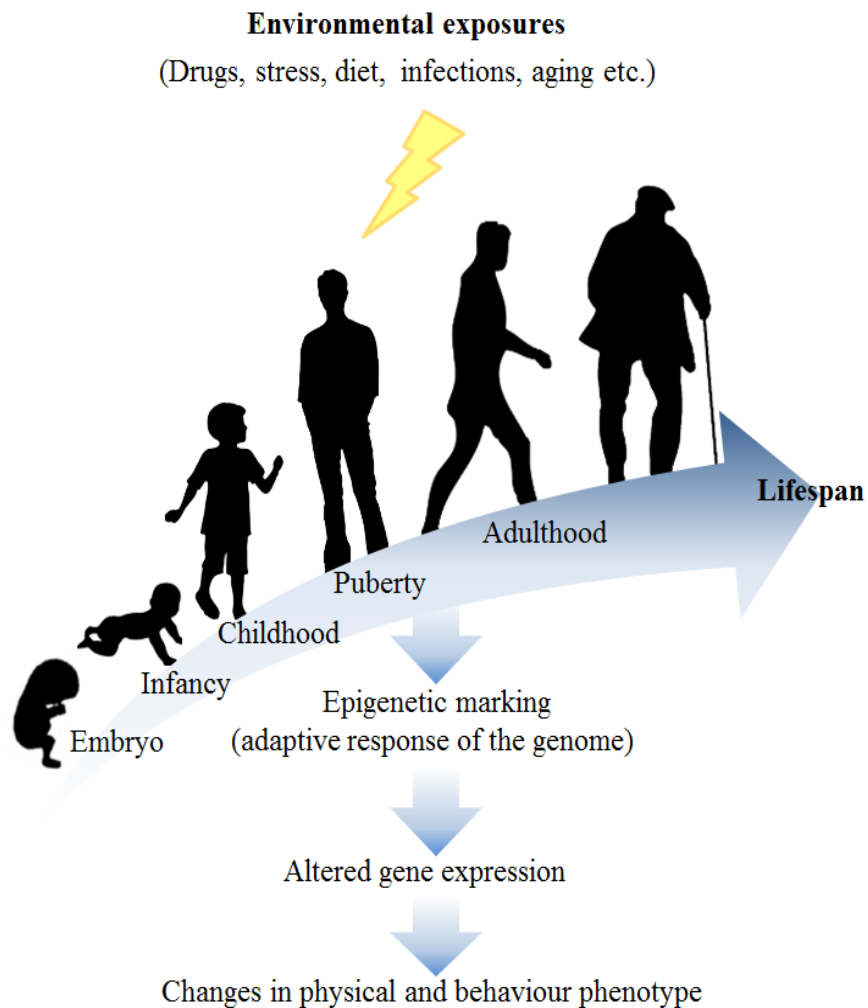 Environmental exposures
(Drugs, stress, diet, infections, aging etc.)
Lifespan
Adulthood
Puberty
Childhood
Infancy
Embryo
Epigenetic marking
(adaptive response of the genome)
Altered gene expression
Changes in physical and behaviour phenotype